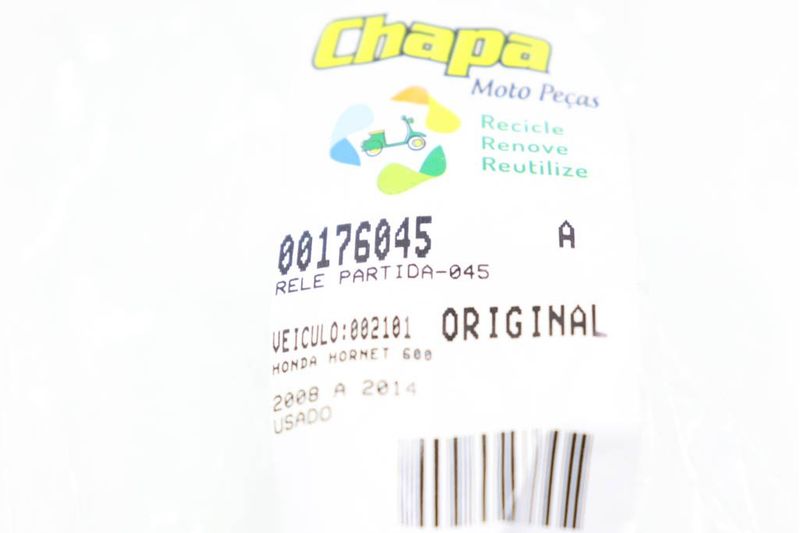 Chapa
Moto Peças
Recicle
Renove
Reutilize
00176045 A
RELE PARTIDA-045
VEICULO:002101 ORIGINAL
HONDA HORNET 600
2008 A 2014
USADO